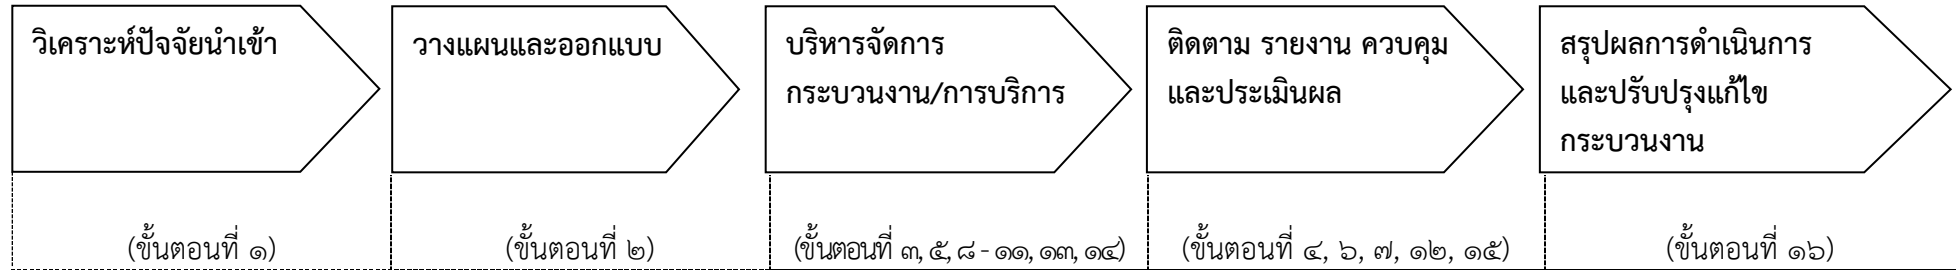 วิเคราะห์ปัจจัยนำเข้า
วางแผนและออกแบบ
บริหารจัดการ
กระบวนงาน/การบริการ
ติดตาม รายงาน ควบคุม
และประเมินผล
สรุปผลการดำเนินการ
และปรับปรุงแก้ไข
กระบวนงาน
(ขั้นตอนที่ ๑)
(ขั้นตอนที่ ๒)
(ขั้นตอนที่ ๓, ๕, ๘ - ๑๑, ๑๓, ๑๔)
(ขั้นตอนที่ ๔, ๖, ๗, ๑๒, ๑๕)
(ขั้นตอนที่ ๑๖)